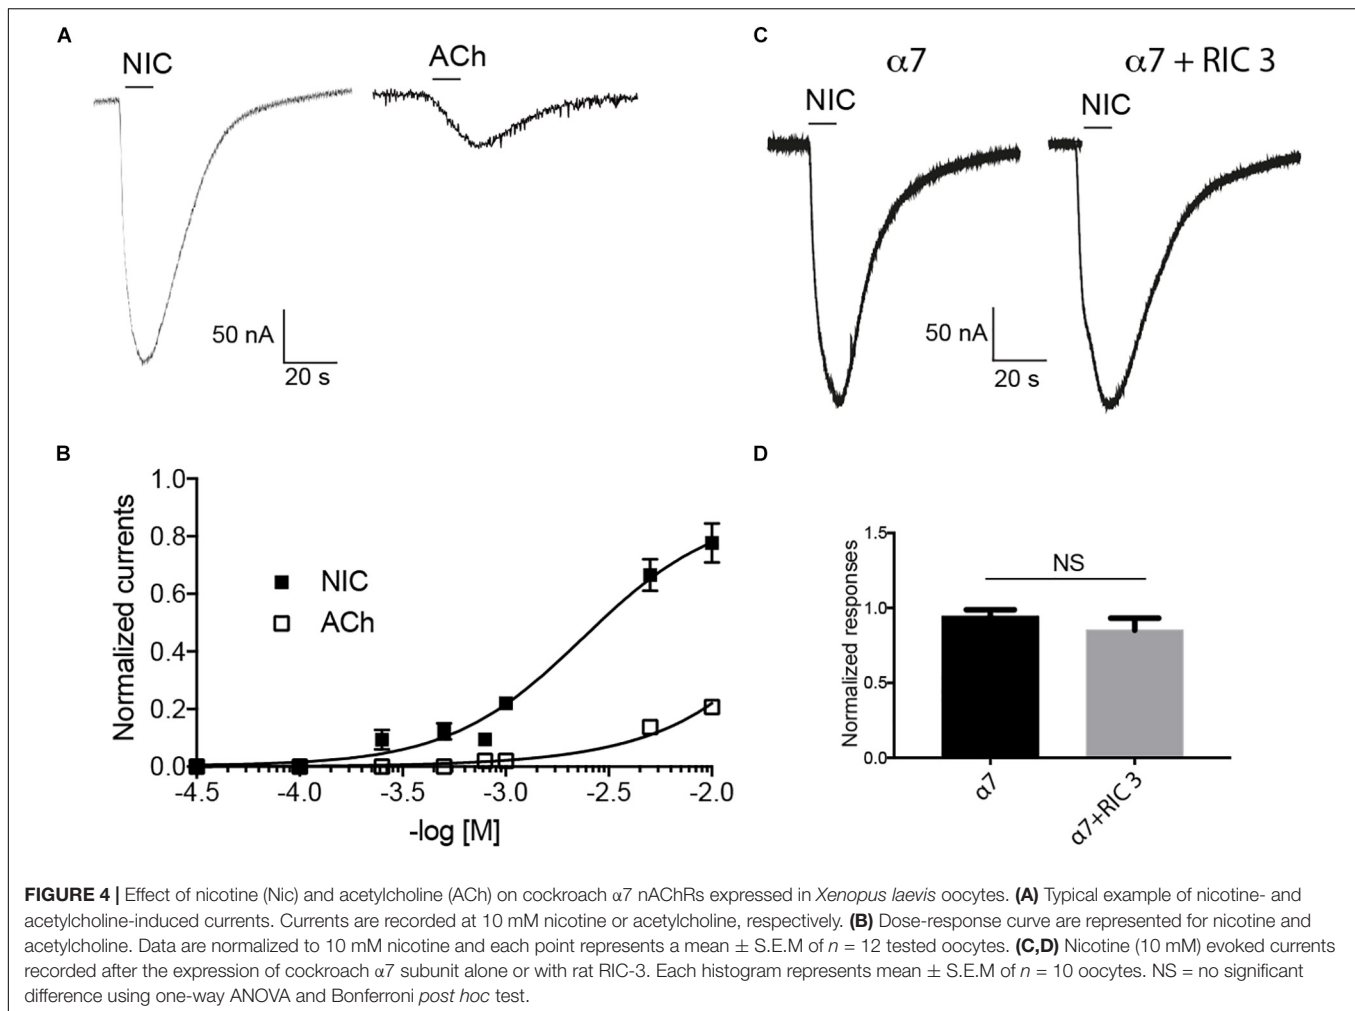 A
NIC
ACh
50 nA
20 s
C
α7
α7 + RIC 3
NIC
NIC
50 nA
20 s
B
Normalized currents
1.0
0.8
0.6
0.4
0.2
0.0
NIC
ACh
-4.5 -4.0 -3.5 -3.0 -2.5 -2.0
-log [M]
D
Normalized responses
1.5
1.0
0.5
0.0
NS
α7
α7+RIC 3
FIGURE 4 | Effect of nicotine (Nic) and acetylcholine (ACh) on cockroach α7 nAChRs expressed in Xenopus laevis oocytes. (A) Typical example of nicotine- and
acetylcholine-induced currents. Currents are recorded at 10 mM nicotine or acetylcholine, respectively. (B) Dose-response curve are represented for nicotine and
acetylcholine. Data are normalized to 10 mM nicotine and each point represents a mean ± S.E.M of n = 12 tested oocytes. (C,D) Nicotine (10 mM) evoked currents
recorded after the expression of cockroach α7 subunit alone or with rat RIC-3. Each histogram represents mean ± S.E.M of n = 10 oocytes. NS = no significant
difference using one-way ANOVA and Bonferroni post hoc test.